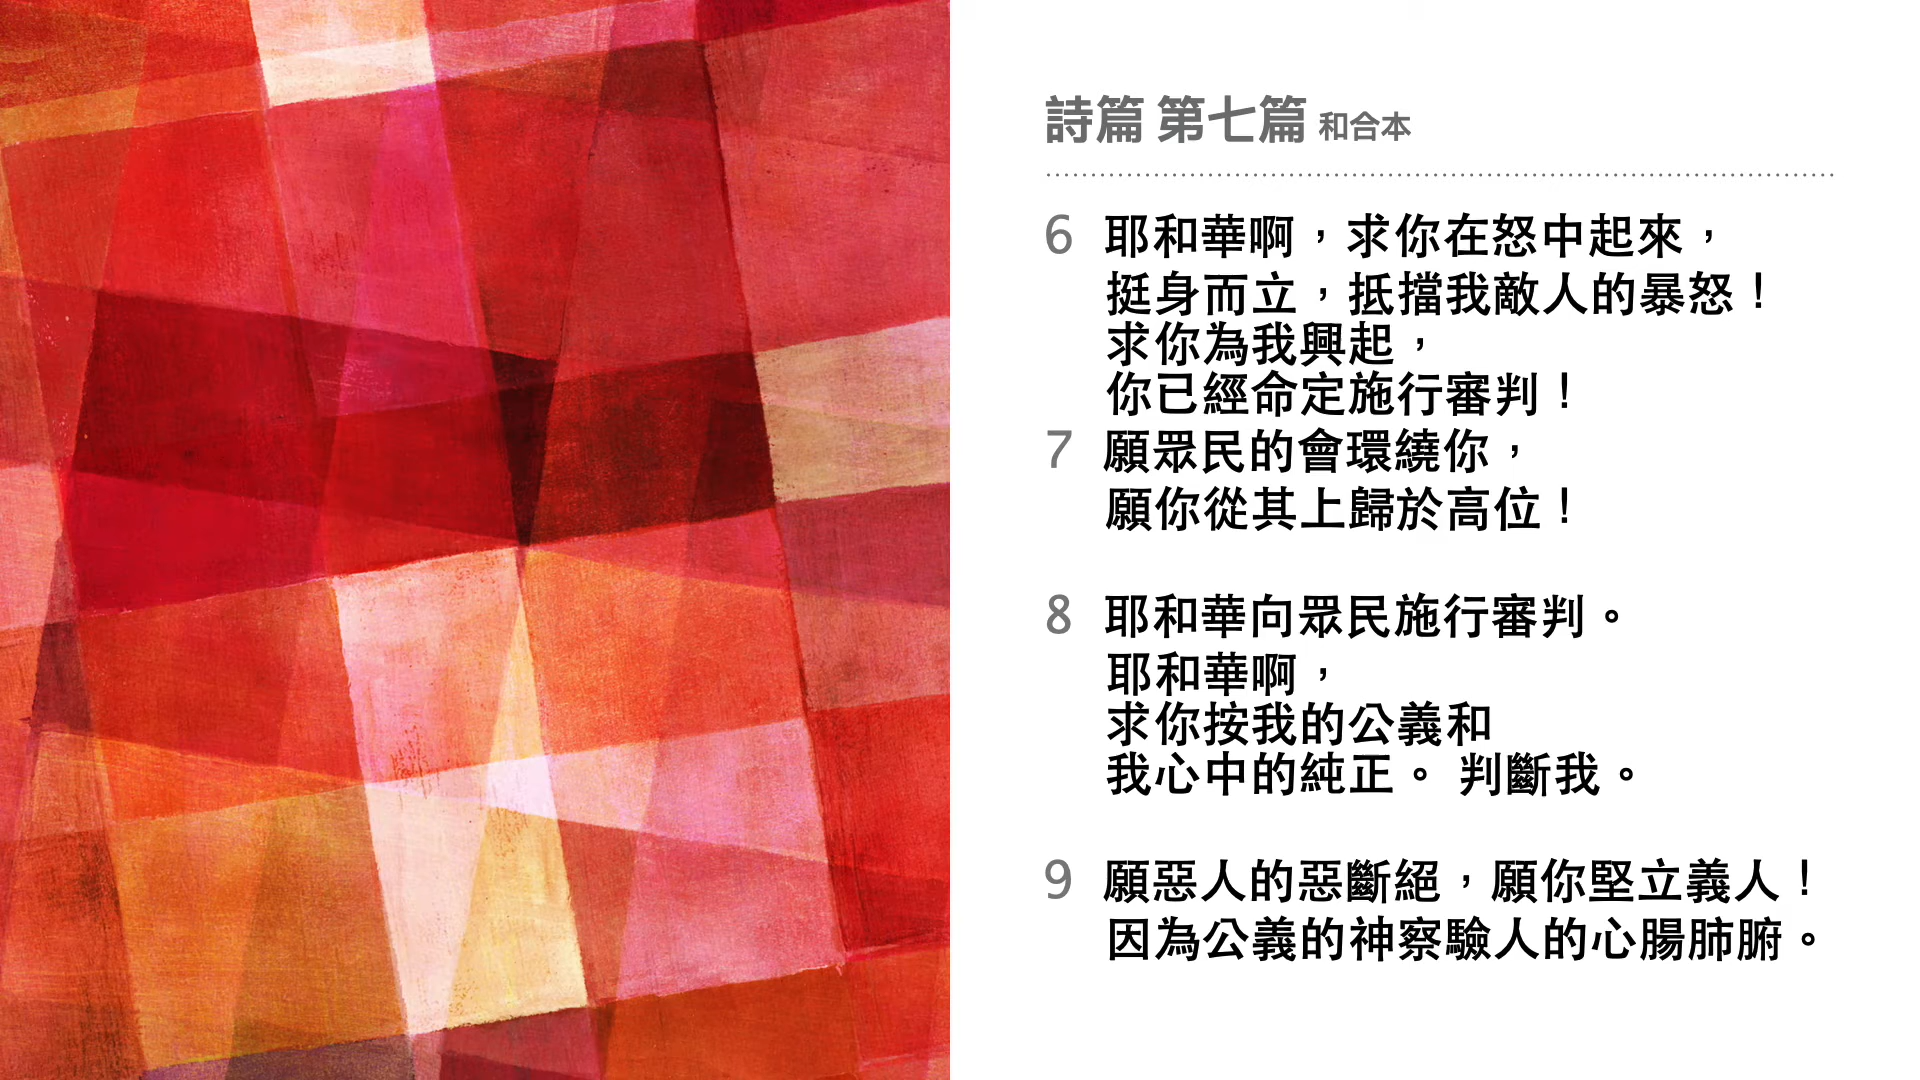 詩篇 第七篇 和合本
6 耶和華啊，求你在怒中起來，
挺身而立，抵擋我敵人的暴怒！
求你為我興起，
你已經命定施行審判！
7 願眾民的會環繞你，
願你從其上歸於高位！
8 耶和華向眾民施行審判。
耶和華啊，
求你按我的公義和
我心中的純正。 判斷我。
9 願惡人的惡斷絕，願你堅立義人！
因為公義的神察驗人的心腸肺腑。